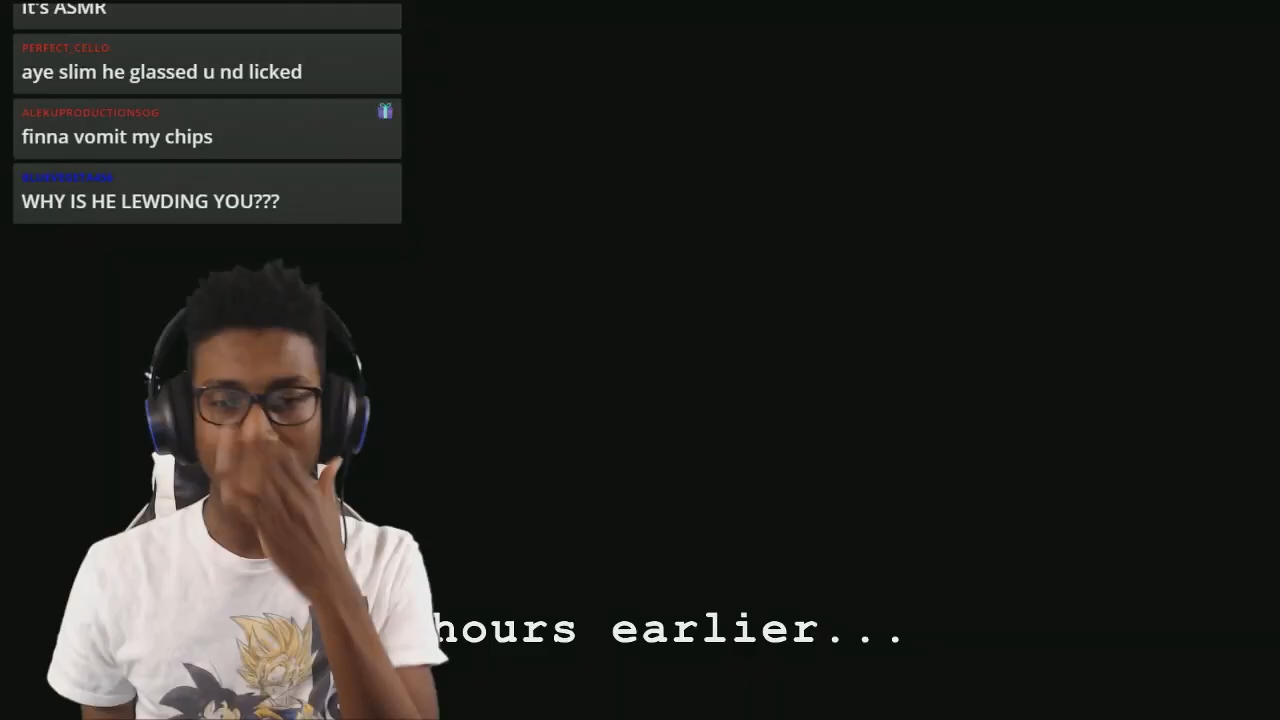 It's ASMR
PERFECT_CELLO
aye slim he glassed u nd licked
ALEKUPRODUCTIONSOG
finna vomit my chips
WHY IS HE LEWDING YOU???
hours earlier...